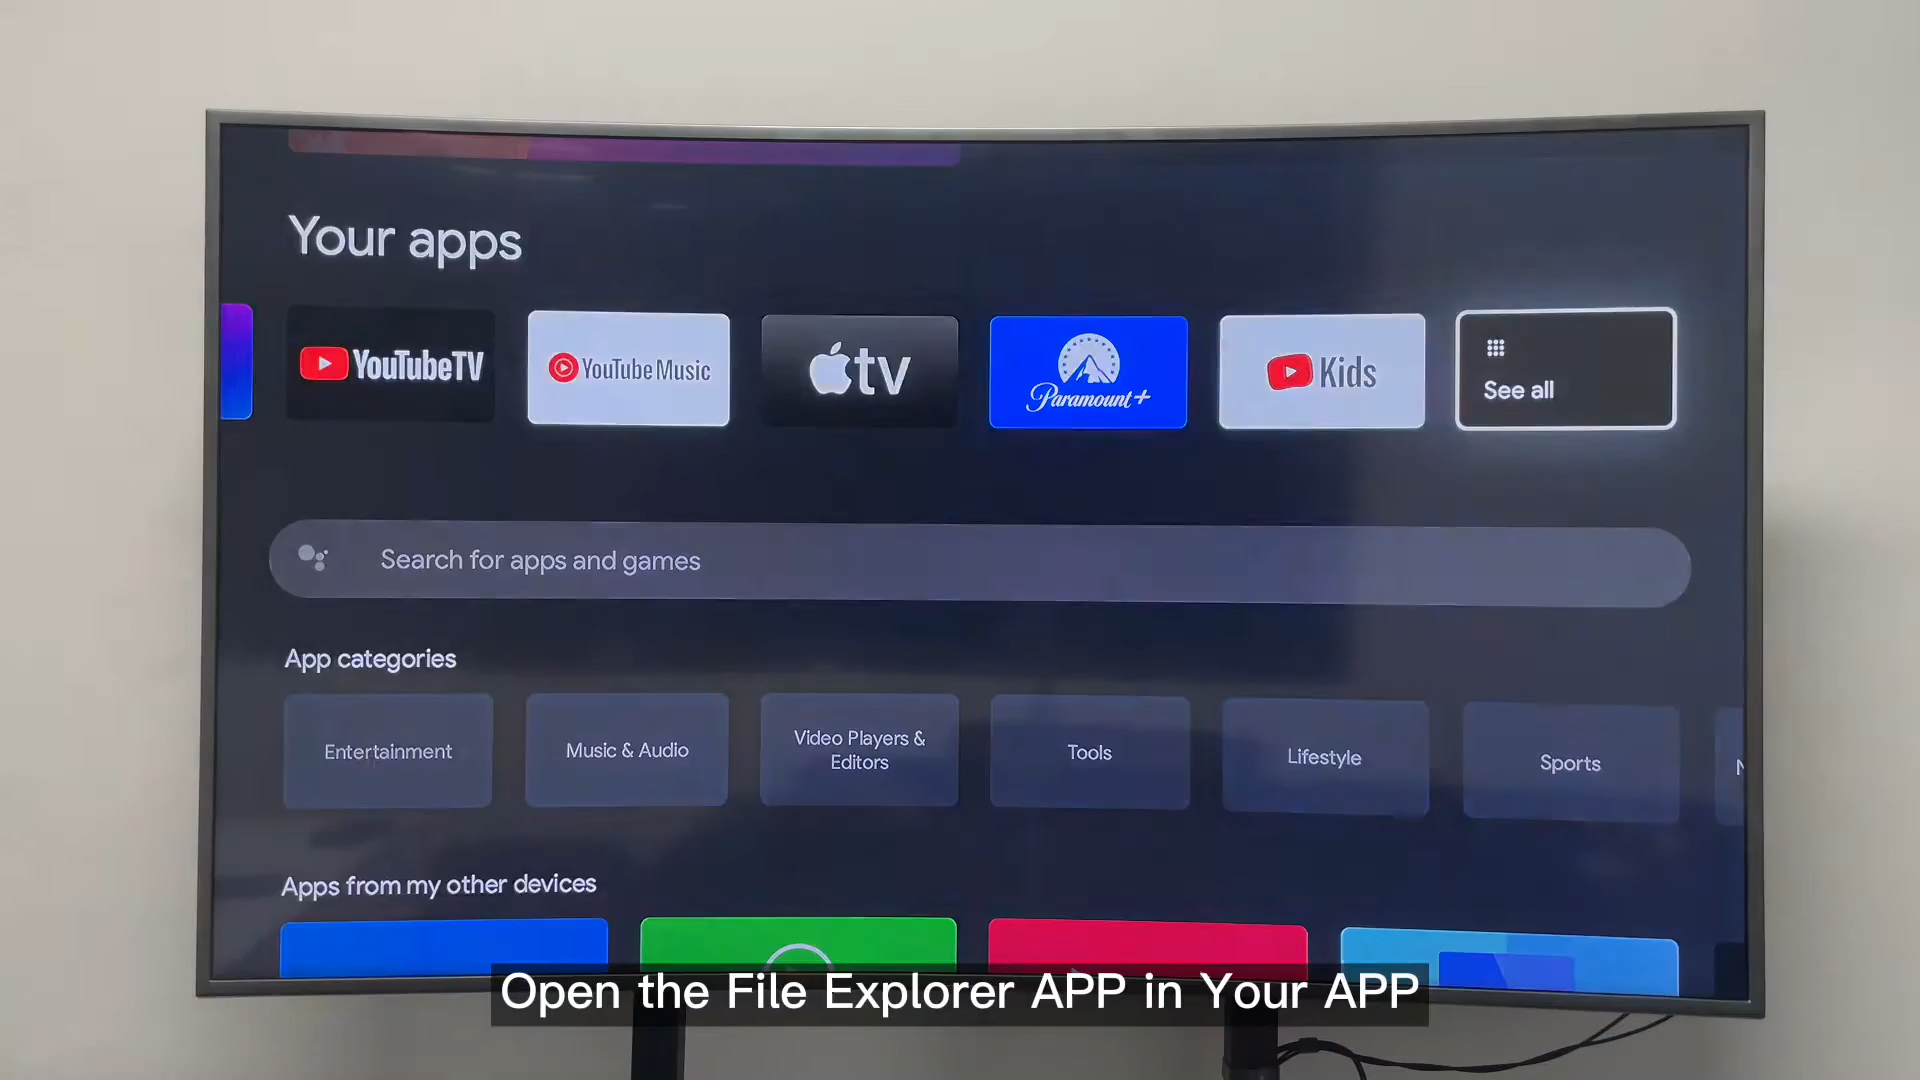 Your apps
YouTubeTV
YouTube Music
tv
Paramount+
Kids
See all
Search for apps and games
App categories
Entertainment
Music & Audio
Video Players &
Editors
Tools
Lifestyle
Sports
Apps from my other devices
Open the File Explorer APP in Your APP